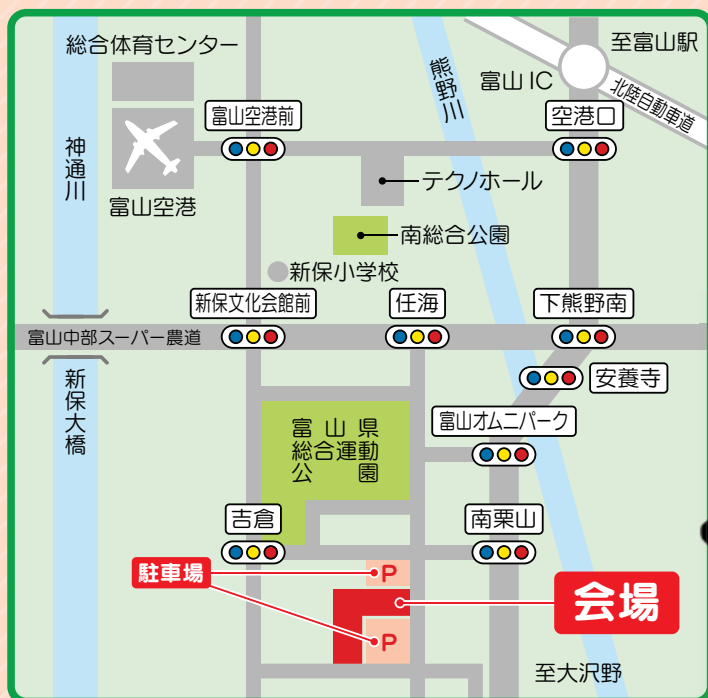 総合体育センター
至富山駅
富山IC
北陸自動車道
熊野川
神通川
富山空港前
空港口
富山空港
テクノホール
南総合公園
新保小学校
新保文化会館前
任海
下熊野南
富山中部スーパー農道
安養寺
新保大橋
富山県
総合運動
公園
富山オムニパーク
吉倉
南栗山
駐車場
P
会場
P
至大沢野